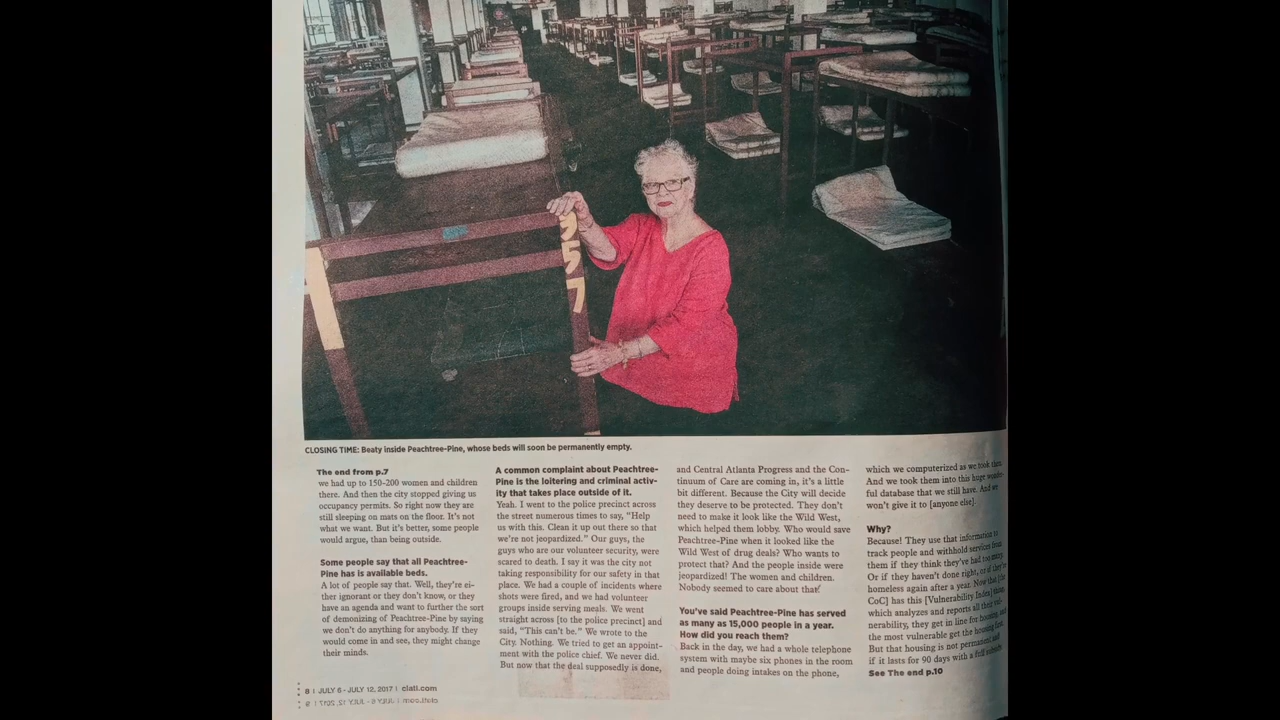 357
CLOSING TIME: Beaty inside Peachtree-Pine, whose beds will soon be permanently empty.
The end from p.7
we had up to 150-200 women and children
there. And then the city stopped giving us
occupancy permits. So right now they are
still sleeping on mats on the floor. It's not
what we want. But it's better, some people
would argue, than being outside.
Some people say that all Peachtree-
Pine has is available beds.
A lot of people say that. Well, they're ei-
ther ignorant or they don't know, or they
have an agenda and want to further the sort
of demonizing of Peachtree-Pine by saying
we don't do anything for anybody. If they
would come in and see, they might change
their minds.
A common complaint about Peachtree-
Pine is the loitering and criminal activ-
ity that takes place outside of it.
Yeah. I went to the police precinct across
the street numerous times to say, "Help
us with this. Clean it up out there so that
we're not jeopardized." Our guys, the
guys who are our volunteer security, were
scared to death. I say it was the city not
taking responsibility for our safety in that
place. We had a couple of incidents where
shots were fired, and we had volunteer
groups inside serving meals. We went
straight across [to the police precinct] and
said, "This can't be." We wrote to the
City. Nothing. We tried to get an appoint-
ment with the police chief. We never did.
But now that the deal supposedly is done,
and Central Atlanta Progress and the Con-
tinuum of Care are coming in, it's a little
bit different. Because the City will decide
they deserve to be protected. They don't
need to make it look like the Wild West,
which helped them lobby. Who would save
Peachtree-Pine when it looked like the
Wild West of drug deals? Who wants to
protect that? And the people inside were
jeopardized! The women and children.
Nobody seemed to care about that!
You've said Peachtree-Pine has served
as many as 15,000 people in a year.
How did you reach them?
Back in the day, we had a whole telephone
system with maybe six phones in the room
and people doing intakes on the phone,
which we computerized as we took them.
And we took them into this huge wonder-
ful database that we still have. And we
won't give it to [anyone else].
Why?
Because! They use that information to
track people and withhold services from
them if they think they've had too many.
Or if they haven't done right, or if they're
homeless again after a year. Now that [the
CoC] has this [Vulnerability Index]
which analyzes and reports all their vul-
nerability, they get in line for housing, and
the most vulnerable get the housing first.
But that housing is not permanent and
if it lasts for 90 days with a full subsidy
See The end p.10
8 | JULY 6 - JULY 12, 2017 | clatl.com